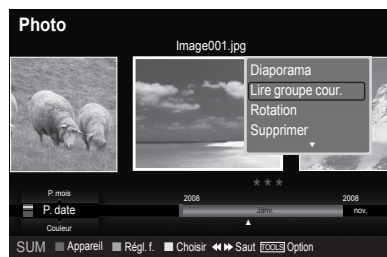 Photo
Image001.jpg
Diaporama
Lire groupe cour.
Rotation
Supprimer
P. mois
P. date
Couleur
2008
2008
Janv.
nov.
SUM Appareil Régl. f. Choisir Saut TOOLS Option